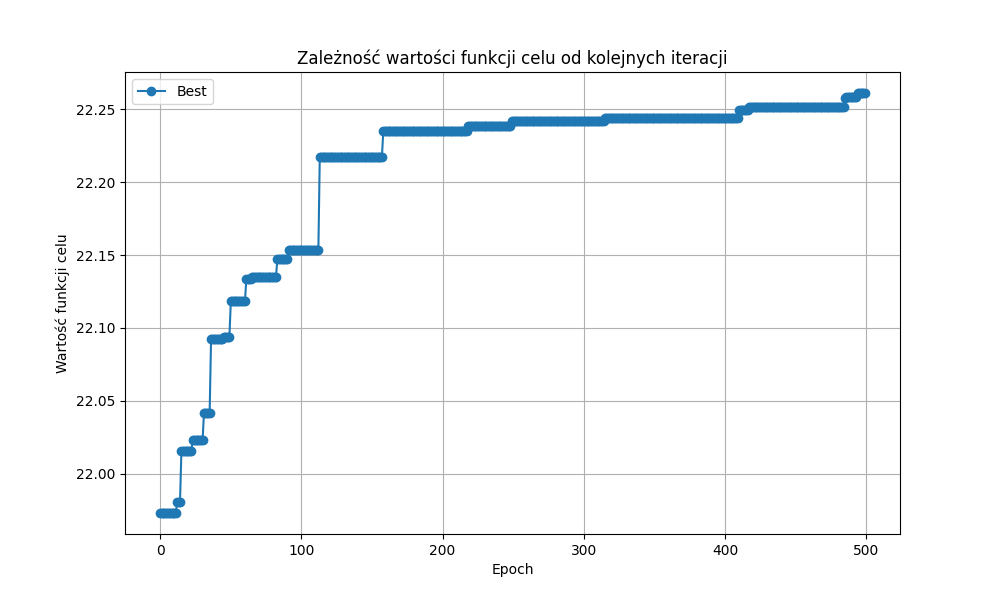 Zależność wartości funkcji celu od kolejnych iteracji
Best
22.25
22.20
22.15
22.10
22.05
22.00
Wartość funkcji celu
0 100 200 300 400 500
Epoch